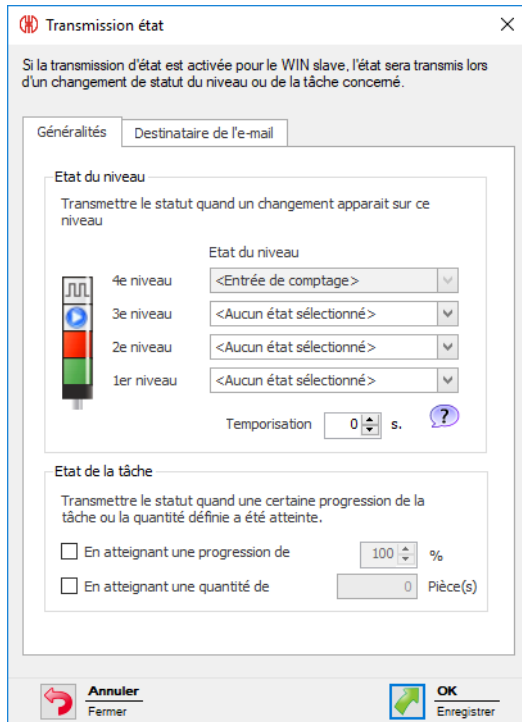 Transmission état
Si la transmission d'état est activée pour le WIN slave, l'état sera transmis lors
d'un changement de statut du niveau ou de la tâche concerné.
Généralités
Destinataire de l'e-mail
Etat du niveau
Transmettre le statut quand un changement apparait sur ce
niveau
Etat du niveau
4e niveau <Entrée de comptage>
3e niveau <Aucun état sélectionné>
2e niveau <Aucun état sélectionné>
1er niveau <Aucun état sélectionné>
Temporisation 0 s. ?
Etat de la tâche
Transmettre le statut quand une certaine progression de la
tâche ou la quantité définie a été atteinte.
En atteignant une progression de 100 %
En atteignant une quantité de 0 Pièce(s)
Annuler
Fermer
OK
Enregistrer